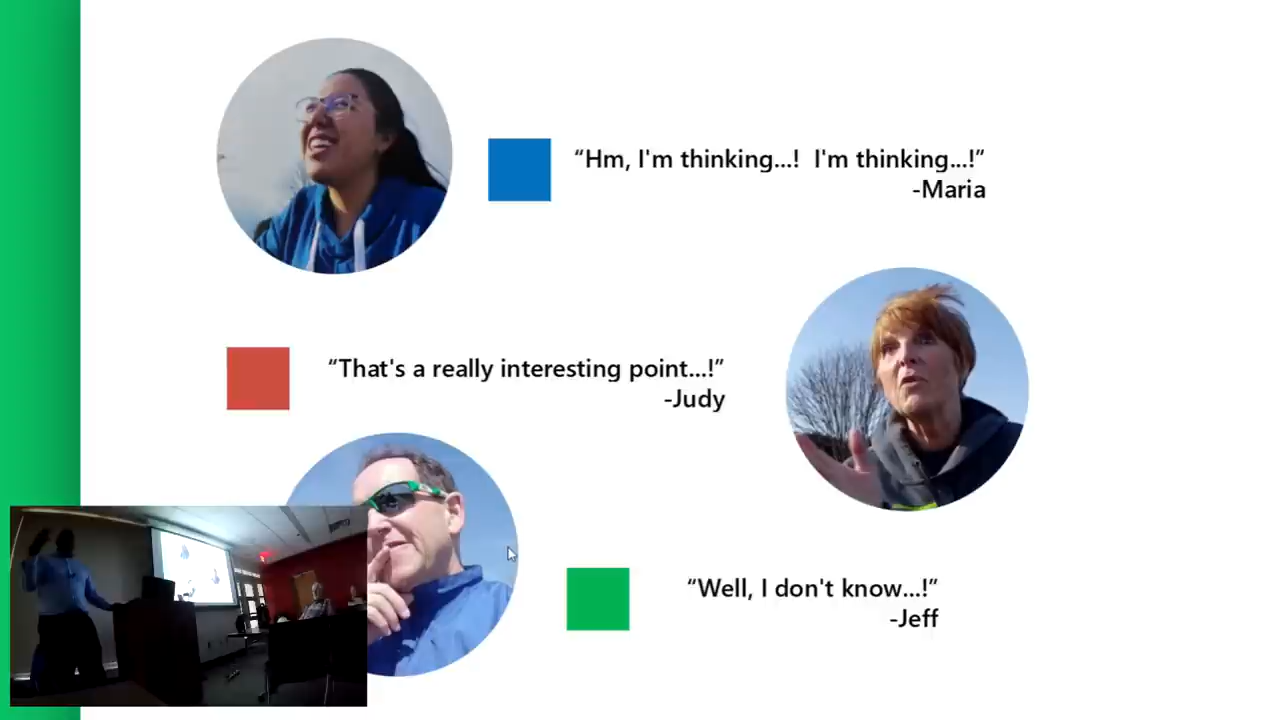 “Hm, I'm thinking...!  I'm thinking...!”
-Maria
“That's a really interesting point...!”
-Judy
“Well, I don't know...!”
-Jeff